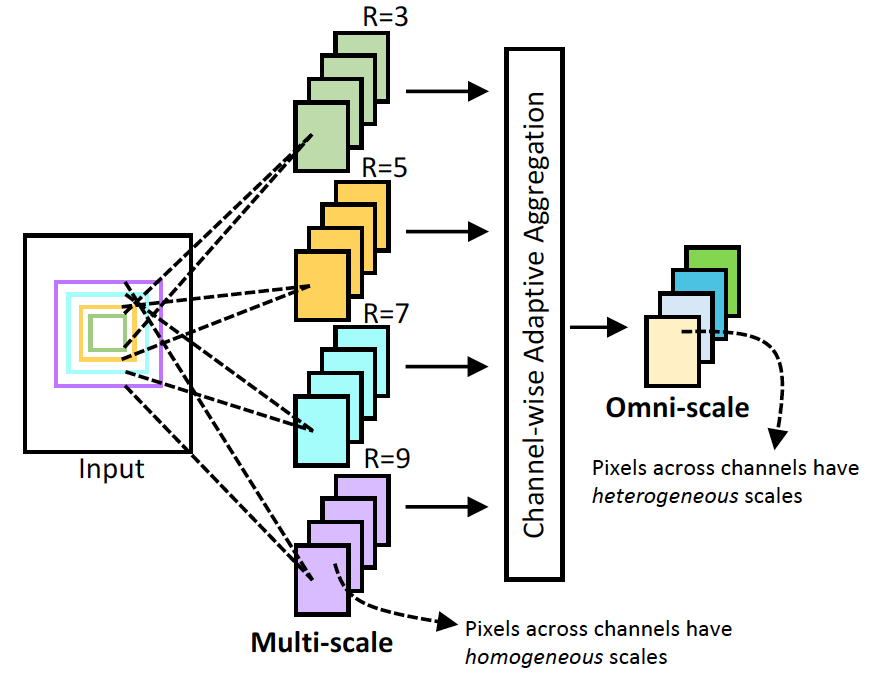 R=3
R=5
R=7
R=9
Input
Multi-scale
Channel-wise Adaptive Aggregation
Omni-scale
Pixels across channels have
heterogeneous scales
Pixels across channels have
homogeneous scales